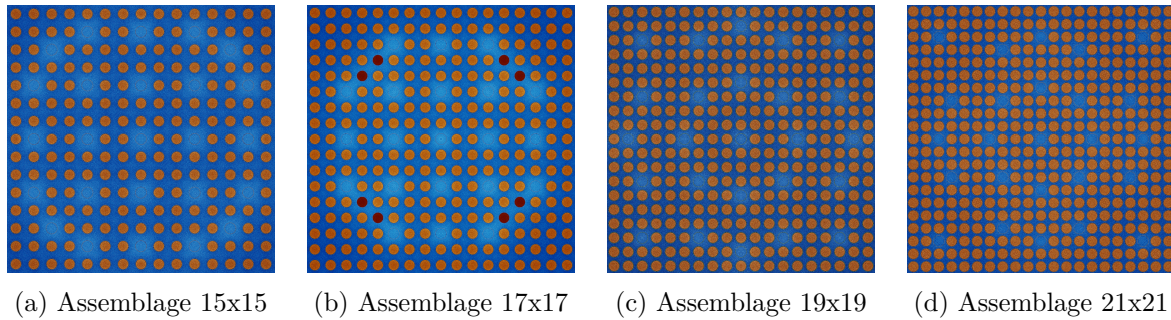 (a) Assemblage 15x15
(b) Assemblage 17x17
(c) Assemblage 19x19
(d) Assemblage 21x21